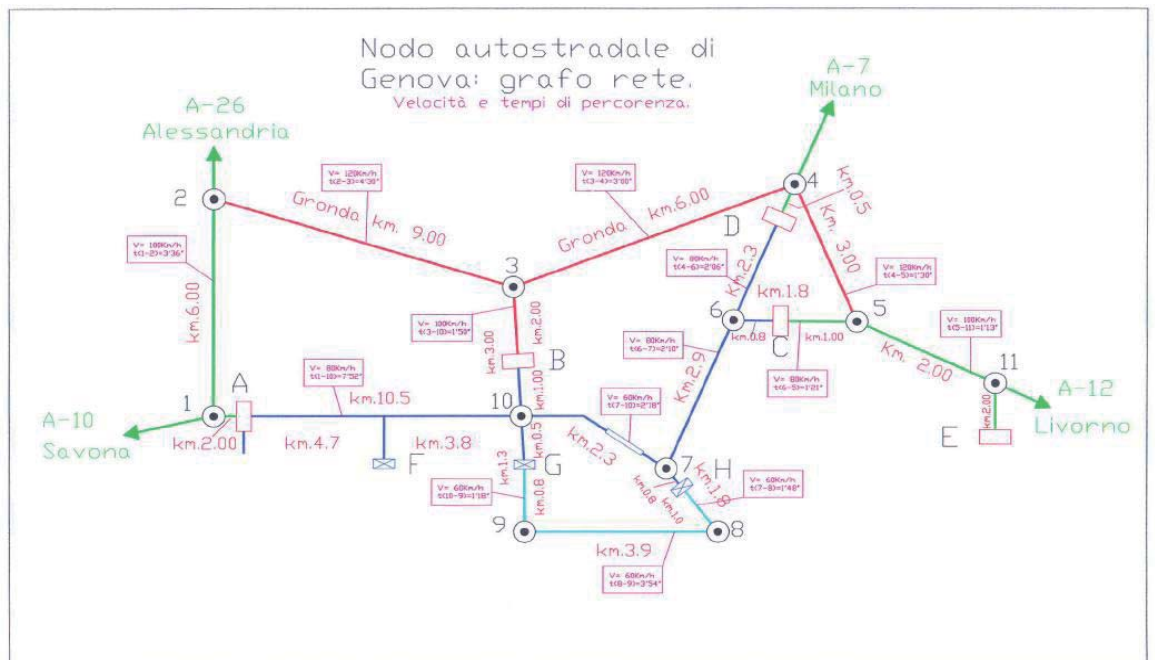 Nodo autostradale di
Genova: grafo rete.
Velocità e tempi di percorenza.
A-7
Milano
A-26
Alessandria
2
V= 120Km/h
t(2-3)=4'30"
Gronda km. 9.00
V= 120Km/h
t(3-4)=3'00"
Gronda km.6.00
4
km.0.5
D
Km. 3.00
V= 100Km/h
t(1-2)=3'36"
km.6.00
3
V= 80Km/h
t(4-6)=2'06"
Km.2.3
km.1.8
V= 120Km/h
t(4-5)=1'30"
V= 100Km/h
km.2.00
km.3.00
B
km.1.00
6
km.0.8
C
km.1.00
5
V= 100Km/h
t(5-11)=1'13"
Km. 2.00
11
V= 80Km/h
t(6-7)=2'10"
Km.2.9
V= 80Km/h
t(6-5)=1'21"
A-12
Livorno
km.2.00
E
A
V= 80Km/h
t(1-10)=7'52"
km.10.5
1
A-10
Savona
km.2.00
km.4.7
km.3.8
F
10
km.0.5
km.1.3
G
km.0.8
V= 60Km/h
t(10-9)=1'18"
V= 60Km/h
t(7-10)=2'18"
km.2.3
7
H
km.1.8
km.0.8
km.1.0
V= 60Km/h
t(7-8)=1'48"
9
8
km.3.9
V= 60Km/h
t(8-9)=3'54"